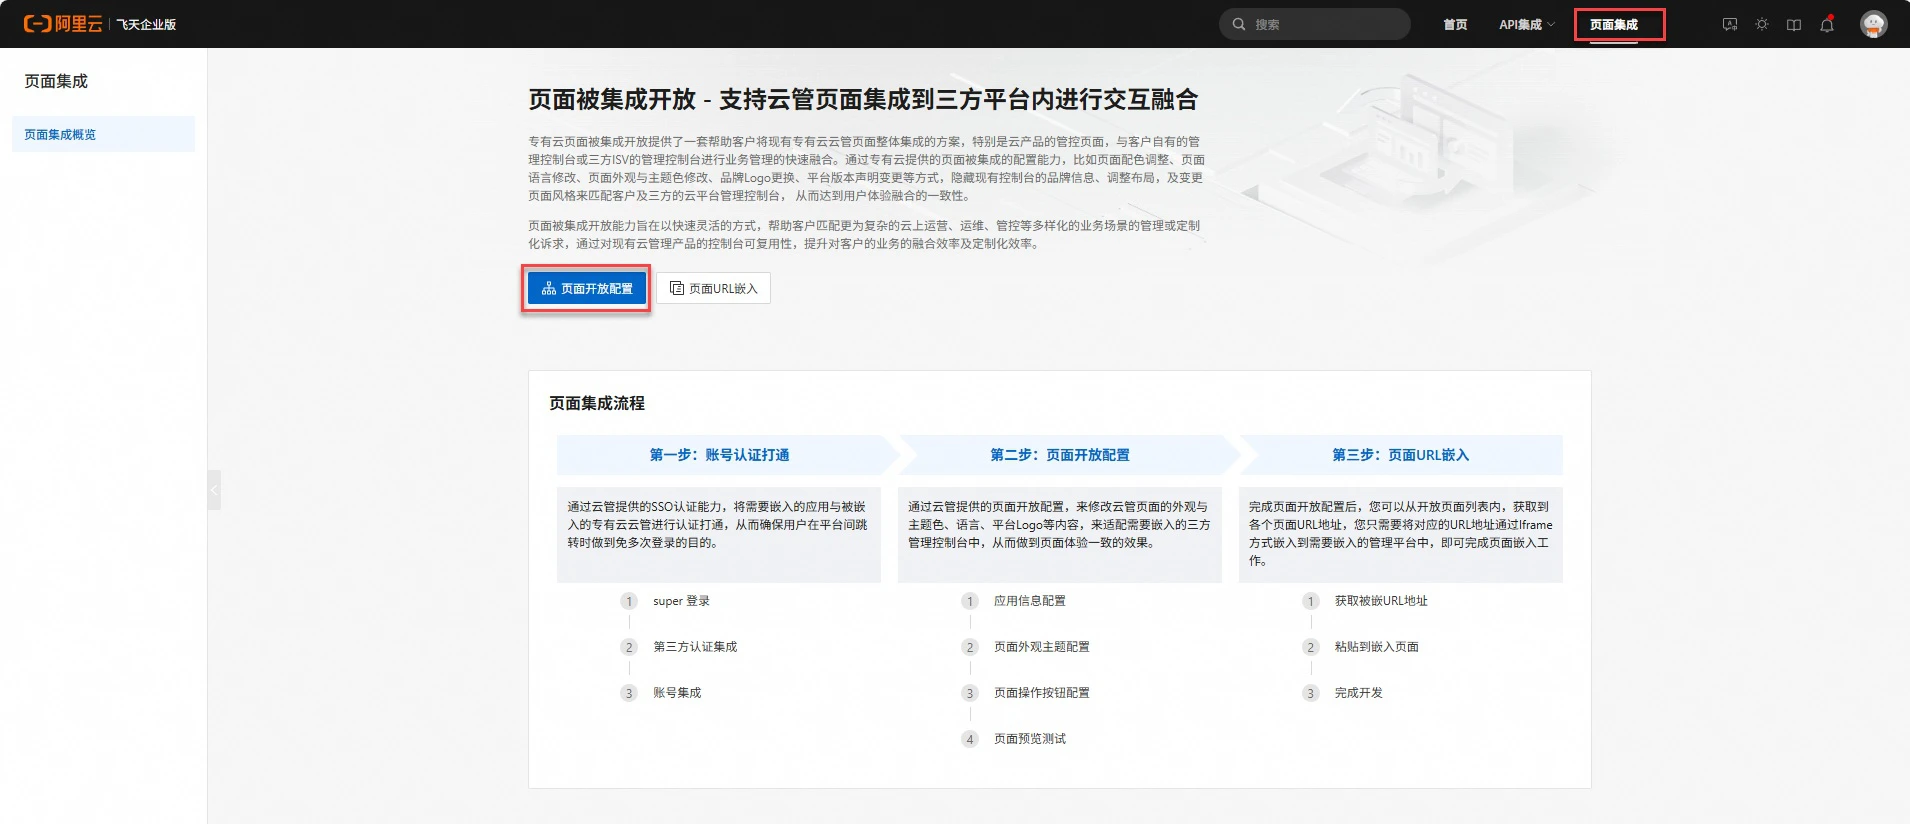 阿里云 飞天企业版
搜索
首页
API集成
页面集成
页面集成
页面集成概览
页面被集成开放 - 支持云管页面集成到三方平台内进行交互融合
专有云页面被集成开放提供了一套帮助客户将现有专有云云管页面整体集成的方案，特别是云产品的管控页面，与客户自有的管
理控制台或三方ISV的管理控制台进行业务管理的快速融合。通过专有云提供的页面被集成的配置能力，比如页面配色调整、页面
语言修改、页面外观与主题色修改、品牌Logo更换、平台版本声明变更等方式，隐藏现有控制台的品牌信息、调整布局，及变更
页面风格来匹配客户及三方的云平台管理控制台， 从而达到用户体验融合的一致性。
页面被集成开放能力旨在以快速灵活的方式，帮助客户匹配更为复杂的云上运营、运维、管控等多样化的业务场景的管理或定制
化诉求，通过对现有云管理产品的控制台可复用性，提升对客户的业务的融合效率及定制化效率。
页面开放配置
页面URL嵌入
页面集成流程
第一步：账号认证打通
第二步：页面开放配置
第三步：页面URL嵌入
通过云管提供的SSO认证能力，将需要嵌入的应用与被嵌
入的专有云云管进行认证打通，从而确保用户在平台间跳
转时做到免多次登录的目的。
通过云管提供的页面开放配置，来修改云管页面的外观与
主题色、语言、平台Logo等内容，来适配需要嵌入的三方
管理控制台中，从而做到页面体验一致的效果。
完成页面开放配置后，您可以从开放页面列表内，获取到
各个页面URL地址，您只需要将对应的URL地址通过Iframe
方式嵌入到需要嵌入的管理平台中，即可完成页面嵌入工
作。
1 super 登录
2 第三方认证集成
3 账号集成
1 应用信息配置
2 页面外观主题配置
3 页面操作按钮配置
4 页面预览测试
1 获取被嵌URL地址
2 粘贴到嵌入页面
3 完成开发